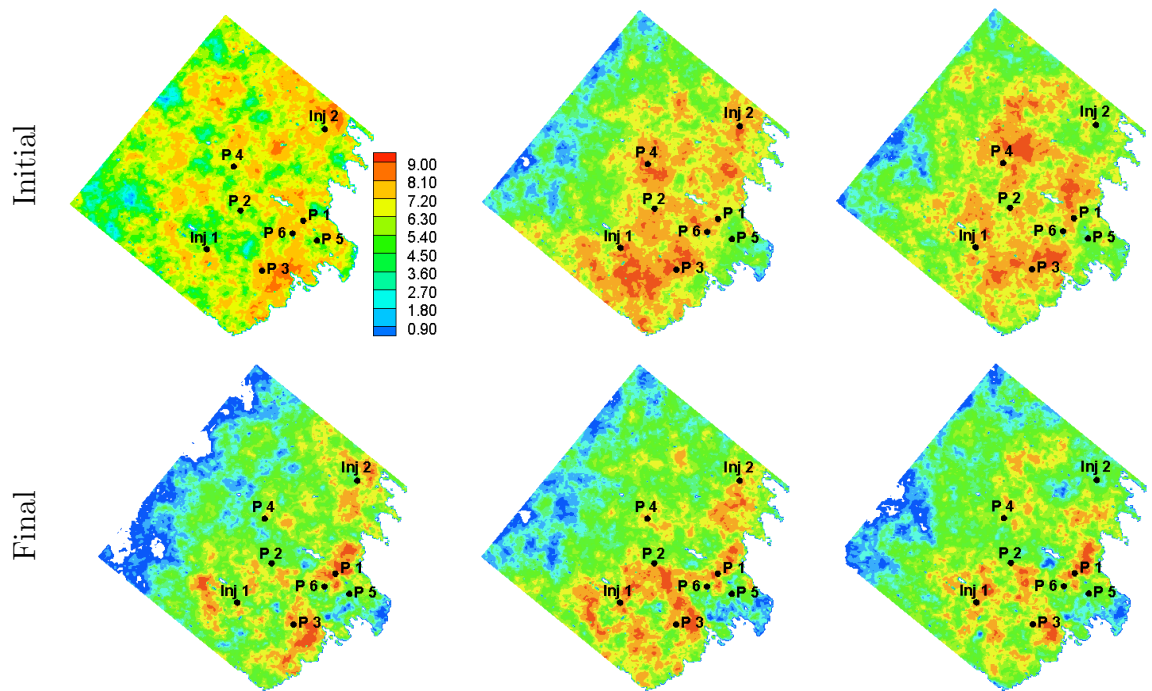 Initial
Inj 2
P 4
P 2
P 1
P 6
P 5
Inj 1
P 3
9.00
8.10
7.20
6.30
5.40
4.50
3.60
2.70
1.80
0.90
Inj 2
P 4
P 2
P 1
P 6
P 5
Inj 1
P 3
Inj 2
P 4
P 2
P 1
P 6
P 5
Inj 1
P 3
Final
Inj 2
P 4
P 2
P 1
P 6
P 5
Inj 1
P 3
Inj 2
P 4
P 2
P 1
P 6
P 5
Inj 1
P 3
Inj 2
P 4
P 2
P 1
P 6
P 5
Inj 1
P 3